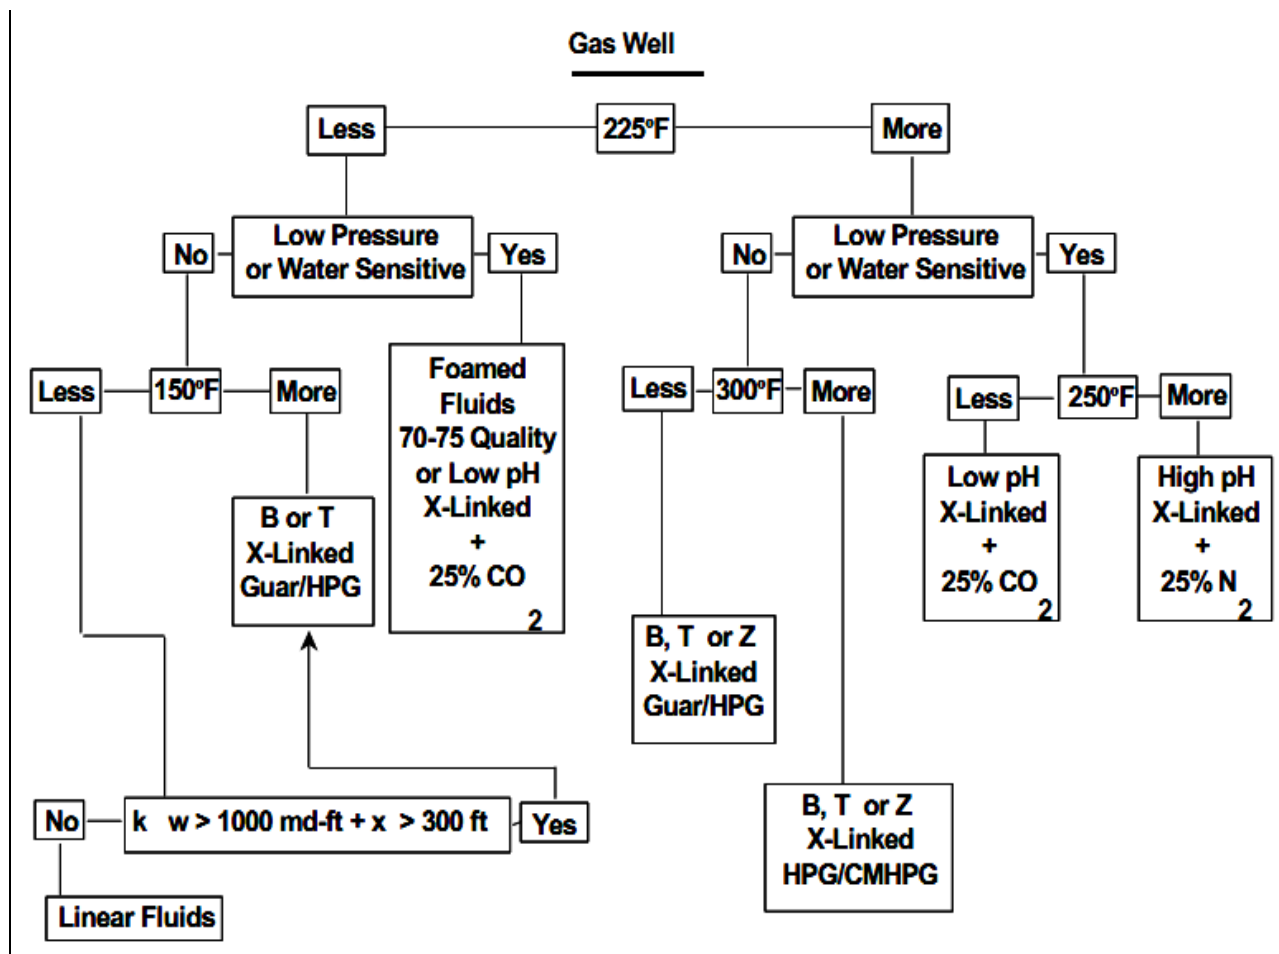 Gas Well
Less
225ºF
More
No
Low Pressure
or Water Sensitive
Yes
No
Low Pressure
or Water Sensitive
Yes
Less
150ºF
More
Foamed
Fluids
70-75 Quality
or Low pH
X-Linked
+
25% CO
2
Less
300ºF
More
Less
250ºF
More
B or T
X-Linked
Guar/HPG
Low pH
X-Linked
+
25% CO
2
High pH
X-Linked
+
25% N
2
B, T or Z
X-Linked
Guar/HPG
No
k w > 1000 md-ft + x > 300 ft
Yes
B, T or Z
X-Linked
HPG/CMHPG
Linear Fluids